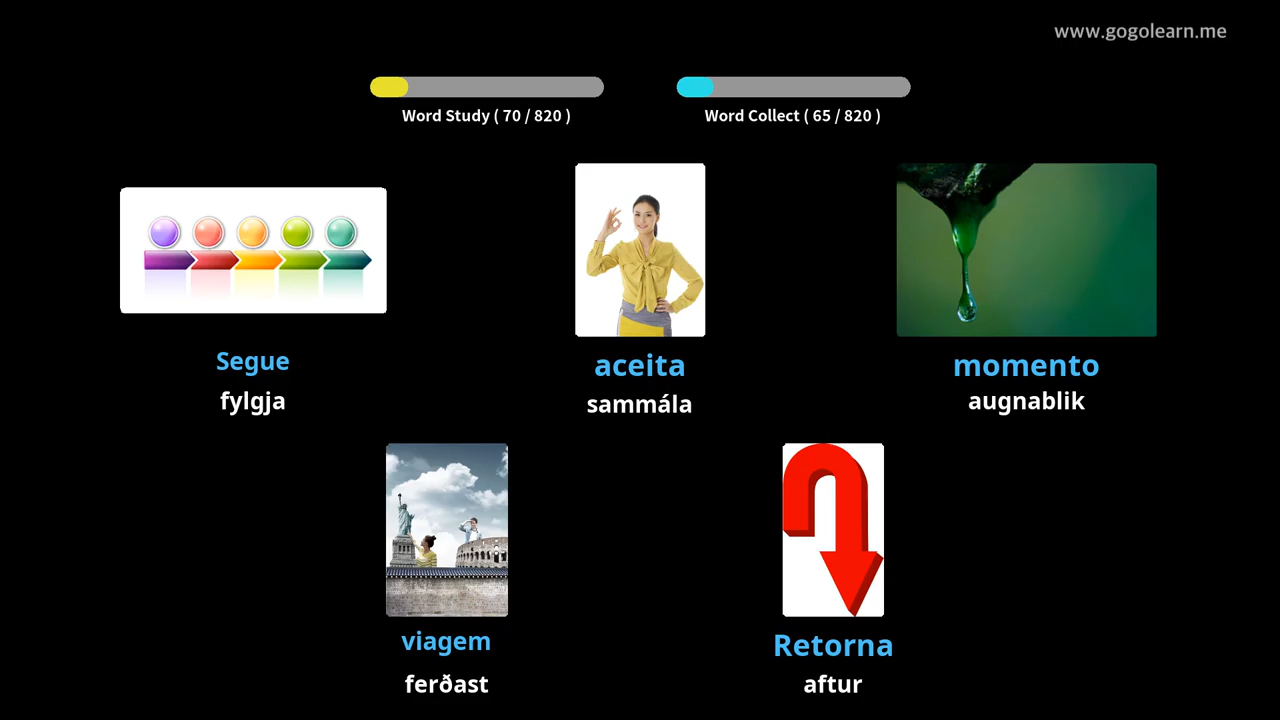 www.gogolearn.me
Word Study ( 70 / 820 )
Word Collect ( 65 / 820 )
Segue
fylgja
aceita
sammála
momento
augnablik
viagem
ferðast
Retorna
aftur